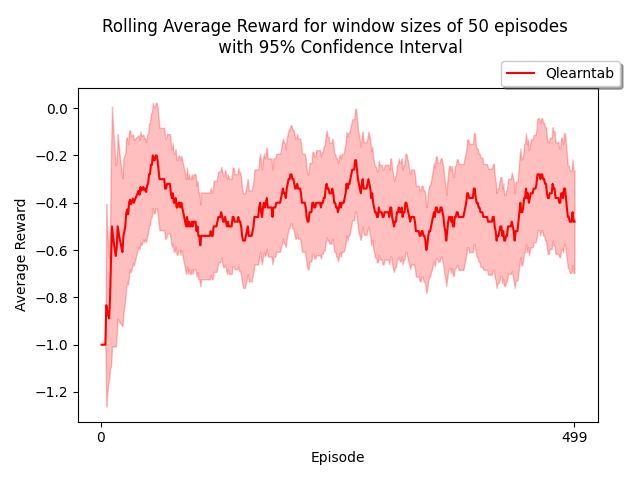 Rolling Average Reward for window sizes of 50 episodes
with 95% Confidence Interval
Qlearntab
0.0
−0.2
−0.4
−0.6
−0.8
−1.0
−1.2
Average Reward
0
499
Episode